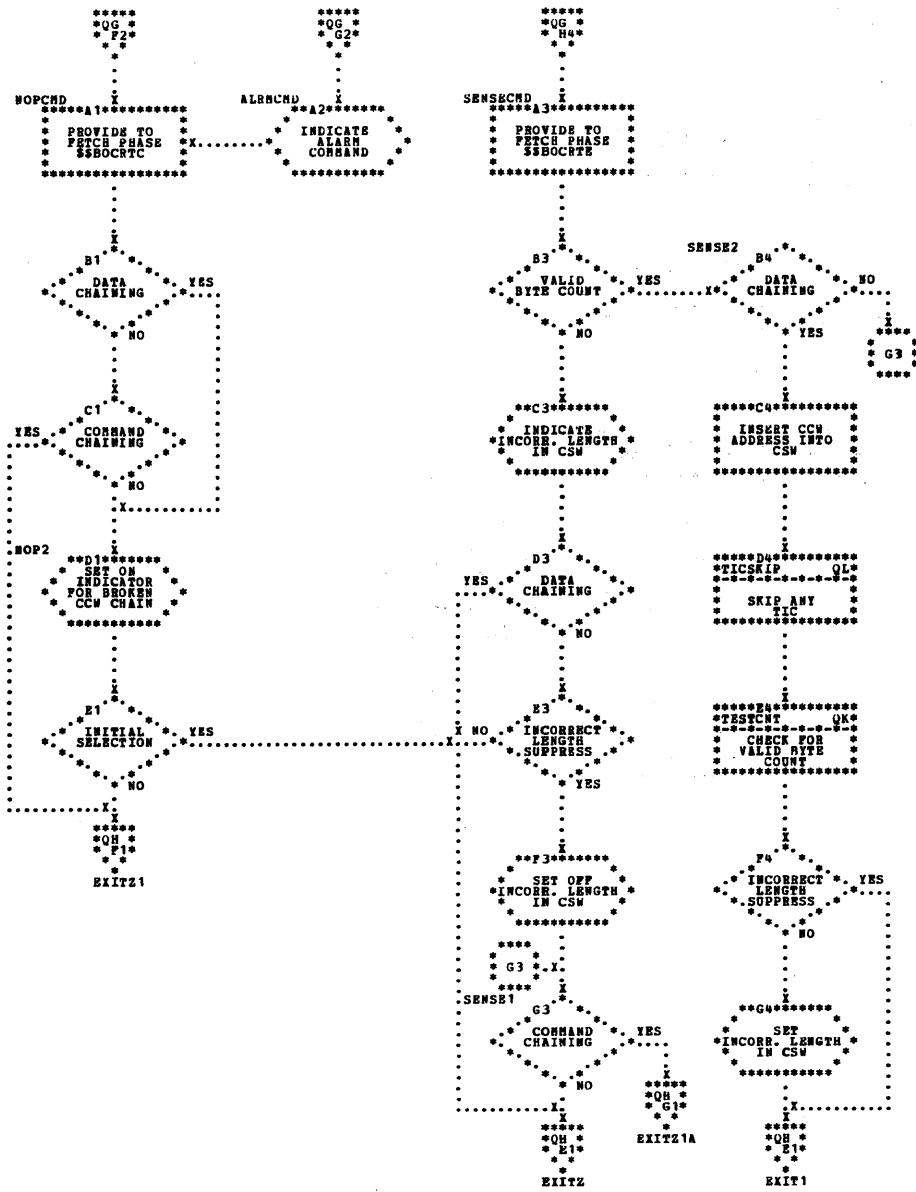 QG
F2
QG
G2
QG
H4
NOPCMD
A1
PROVIDE TO
FETCH PHASE
$$BOCRTC
ALRMCMD
A2
INDICATE
ALARM
COMMAND
SENSECMD
A3
PROVIDE TO
FETCH PHASE
$$BOCRTE
B1
DATA
CHAINING
YES
NO
B3
VALID
BYTE COUNT
YES
NO
SENSE2
B4
DATA
CHAINING
NO
YES
G3
C1
COMMAND
CHAINING
YES
NO
C3
INDICATE
INCORR. LENGTH
IN CSW
C4
INSERT CCW
ADDRESS INTO
CSW
NOP2
D1
SET ON
INDICATOR
FOR BROKEN
CCW CHAIN
D3
DATA
CHAINING
YES
NO
D4
TICSKIP QL
SKIP ANY
TIC
E1
INITIAL
SELECTION
YES
NO
E3
INCORRECT
LENGTH
SUPPRESS
NO
YES
E4
TESTCNT QK
CHECK FOR
VALID BYTE
COUNT
QH
F1
EXITZ1
F3
SET OFF
INCORR. LENGTH
IN CSW
F4
INCORRECT
LENGTH
SUPPRESS
YES
NO
G3
SENSE1
G3
COMMAND
CHAINING
YES
NO
G4
SET
INCORR. LENGTH
IN CSW
QH
G1
EXITZ1A
QH
E1
EXITZ
QH
E1
EXIT1